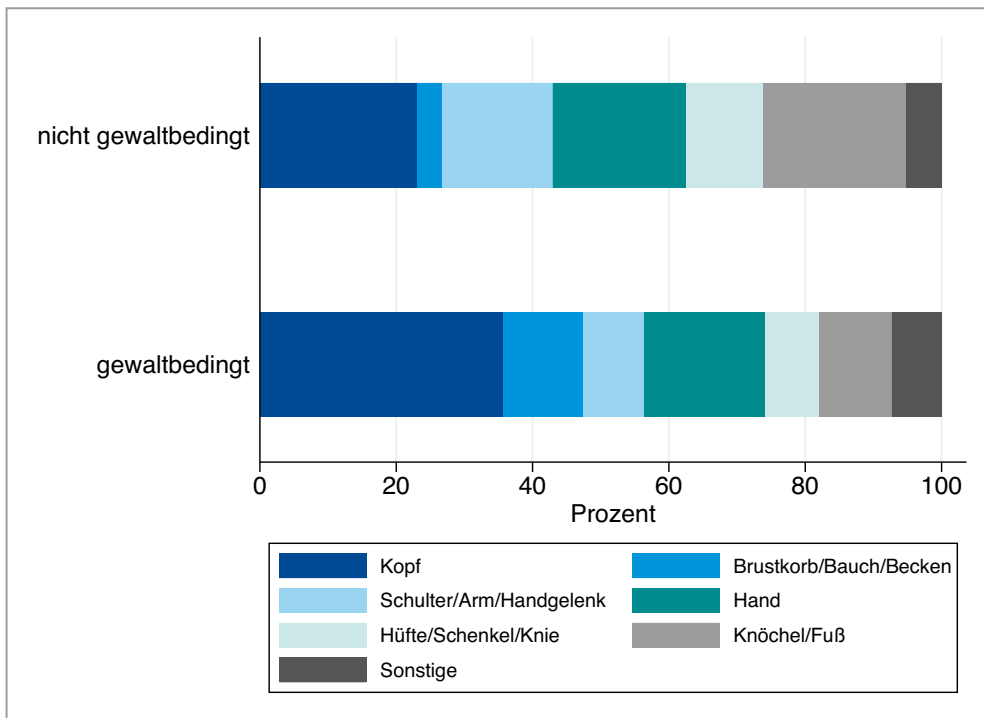 nicht gewaltbedingt
gewaltbedingt
0 20 40 60 80 100
Prozent
Kopf Brustkorb/Bauch/Becken
Schulter/Arm/Handgelenk Hand
Hüfte/Schenkel/Knie Knöchel/Fuß
Sonstige